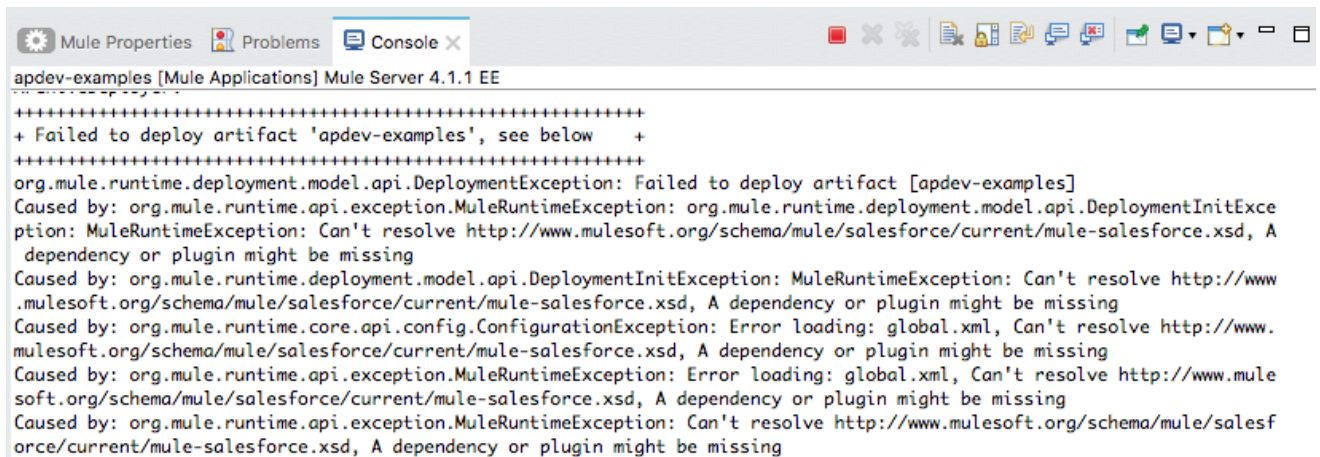 Mule Properties Problems Console
apdev-examples [Mule Applications] Mule Server 4.1.1 EE
++++++++++++++++++++++++++++++++++++++++++++++++++++++++++++
+ Failed to deploy artifact 'apdev-examples', see below +
++++++++++++++++++++++++++++++++++++++++++++++++++++++++++++
org.mule.runtime.deployment.model.api.DeploymentException: Failed to deploy artifact [apdev-examples]
Caused by: org.mule.runtime.api.exception.MuleRuntimeException: org.mule.runtime.deployment.model.api.DeploymentInitExce
ption: MuleRuntimeException: Can't resolve http://www.mulesoft.org/schema/mule/salesforce/current/mule-salesforce.xsd, A
dependency or plugin might be missing
Caused by: org.mule.runtime.deployment.model.api.DeploymentInitException: MuleRuntimeException: Can't resolve http://www
.mulesoft.org/schema/mule/salesforce/current/mule-salesforce.xsd, A dependency or plugin might be missing
Caused by: org.mule.runtime.core.api.config.ConfigurationException: Error loading: global.xml, Can't resolve http://www.
mulesoft.org/schema/mule/salesforce/current/mule-salesforce.xsd, A dependency or plugin might be missing
Caused by: org.mule.runtime.api.exception.MuleRuntimeException: Error loading: global.xml, Can't resolve http://www.mule
soft.org/schema/mule/salesforce/current/mule-salesforce.xsd, A dependency or plugin might be missing
Caused by: org.mule.runtime.api.exception.MuleRuntimeException: Can't resolve http://www.mulesoft.org/schema/mule/salesf
orce/current/mule-salesforce.xsd, A dependency or plugin might be missing